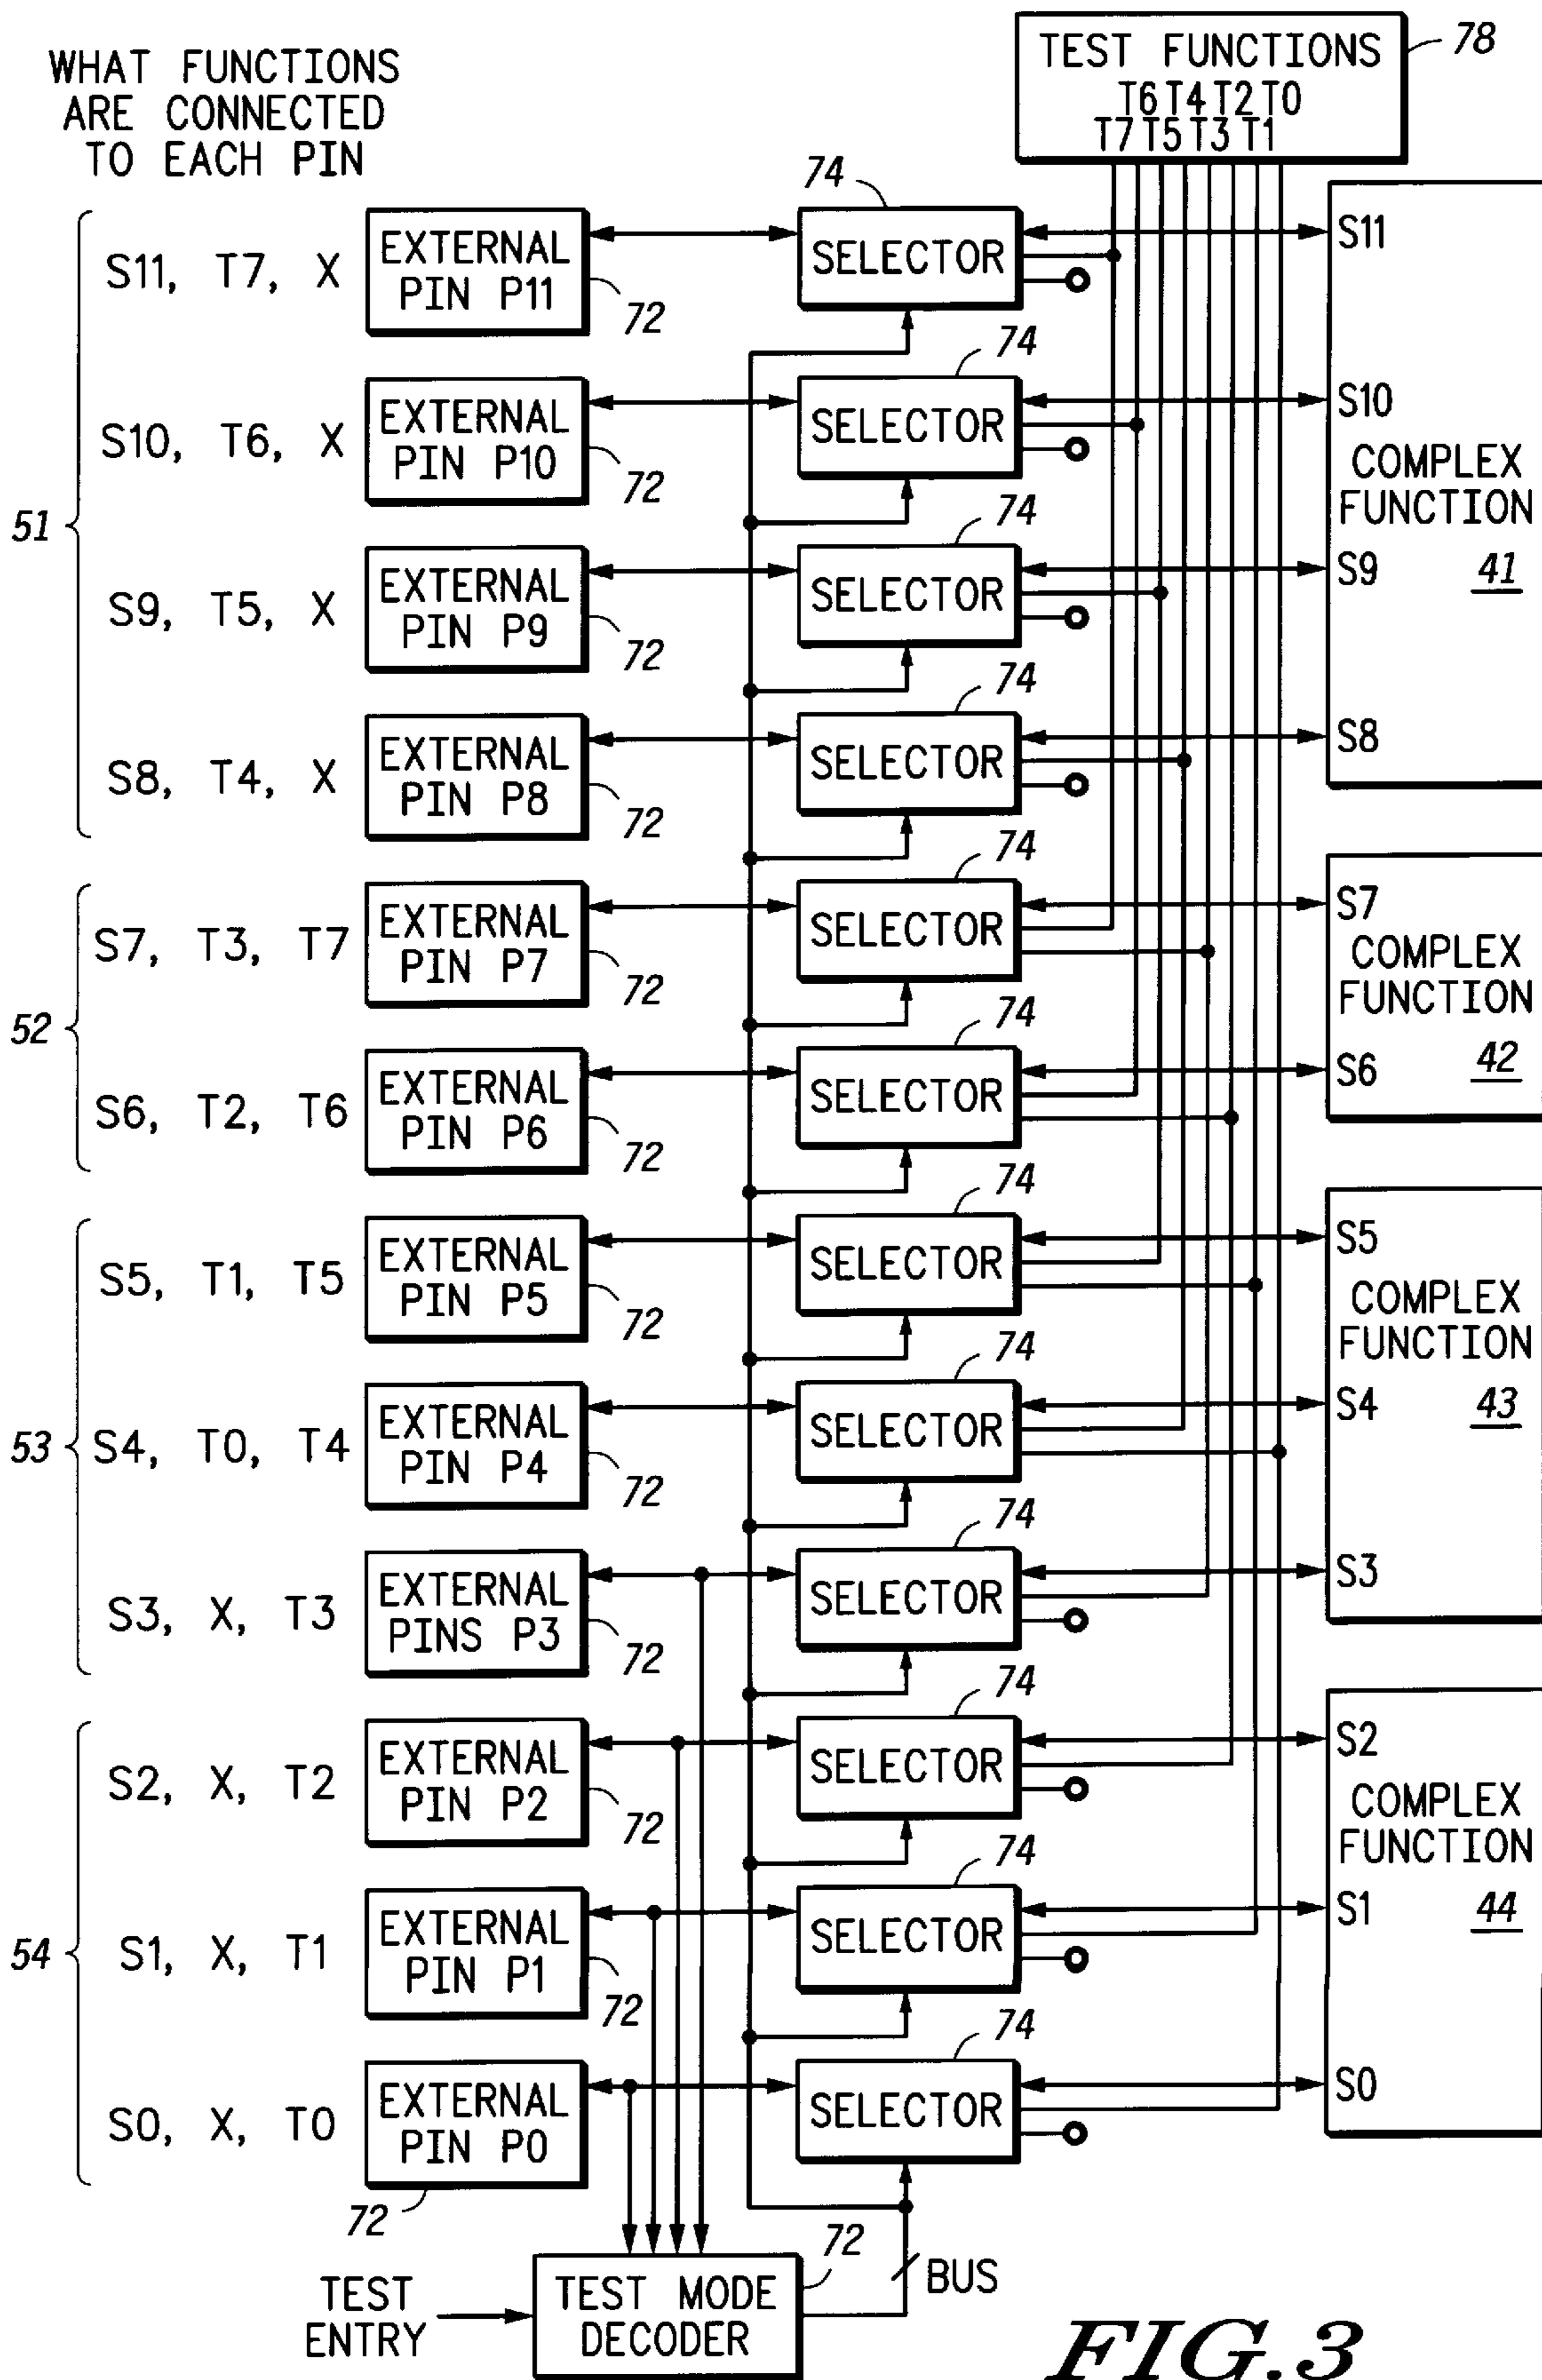 WHAT FUNCTIONS
ARE CONNECTED
TO EACH PIN
TEST FUNCTIONS
T6 T4 T2 T0
T7 T5 T3 T1
78
51
S11, T7, X
EXTERNAL
PIN P11
72
74
SELECTOR
S11
S10, T6, X
EXTERNAL
PIN P10
72
74
SELECTOR
S10
COMPLEX
FUNCTION
41
S9, T5, X
EXTERNAL
PIN P9
72
74
SELECTOR
S9
S8, T4, X
EXTERNAL
PIN P8
72
74
SELECTOR
S8
52
S7, T3, T7
EXTERNAL
PIN P7
72
74
SELECTOR
S7
COMPLEX
FUNCTION
42
S6, T2, T6
EXTERNAL
PIN P6
72
74
SELECTOR
S6
53
S5, T1, T5
EXTERNAL
PIN P5
72
74
SELECTOR
S5
COMPLEX
FUNCTION
43
S4, T0, T4
EXTERNAL
PIN P4
72
74
SELECTOR
S4
S3, X, T3
EXTERNAL
PINS P3
72
74
SELECTOR
S3
54
S2, X, T2
EXTERNAL
PIN P2
72
74
SELECTOR
S2
COMPLEX
FUNCTION
44
S1, X, T1
EXTERNAL
PIN P1
72
74
SELECTOR
S1
S0, X, T0
EXTERNAL
PIN P0
72
74
SELECTOR
S0
TEST
ENTRY
TEST MODE
DECODER
72
BUS
FIG.3